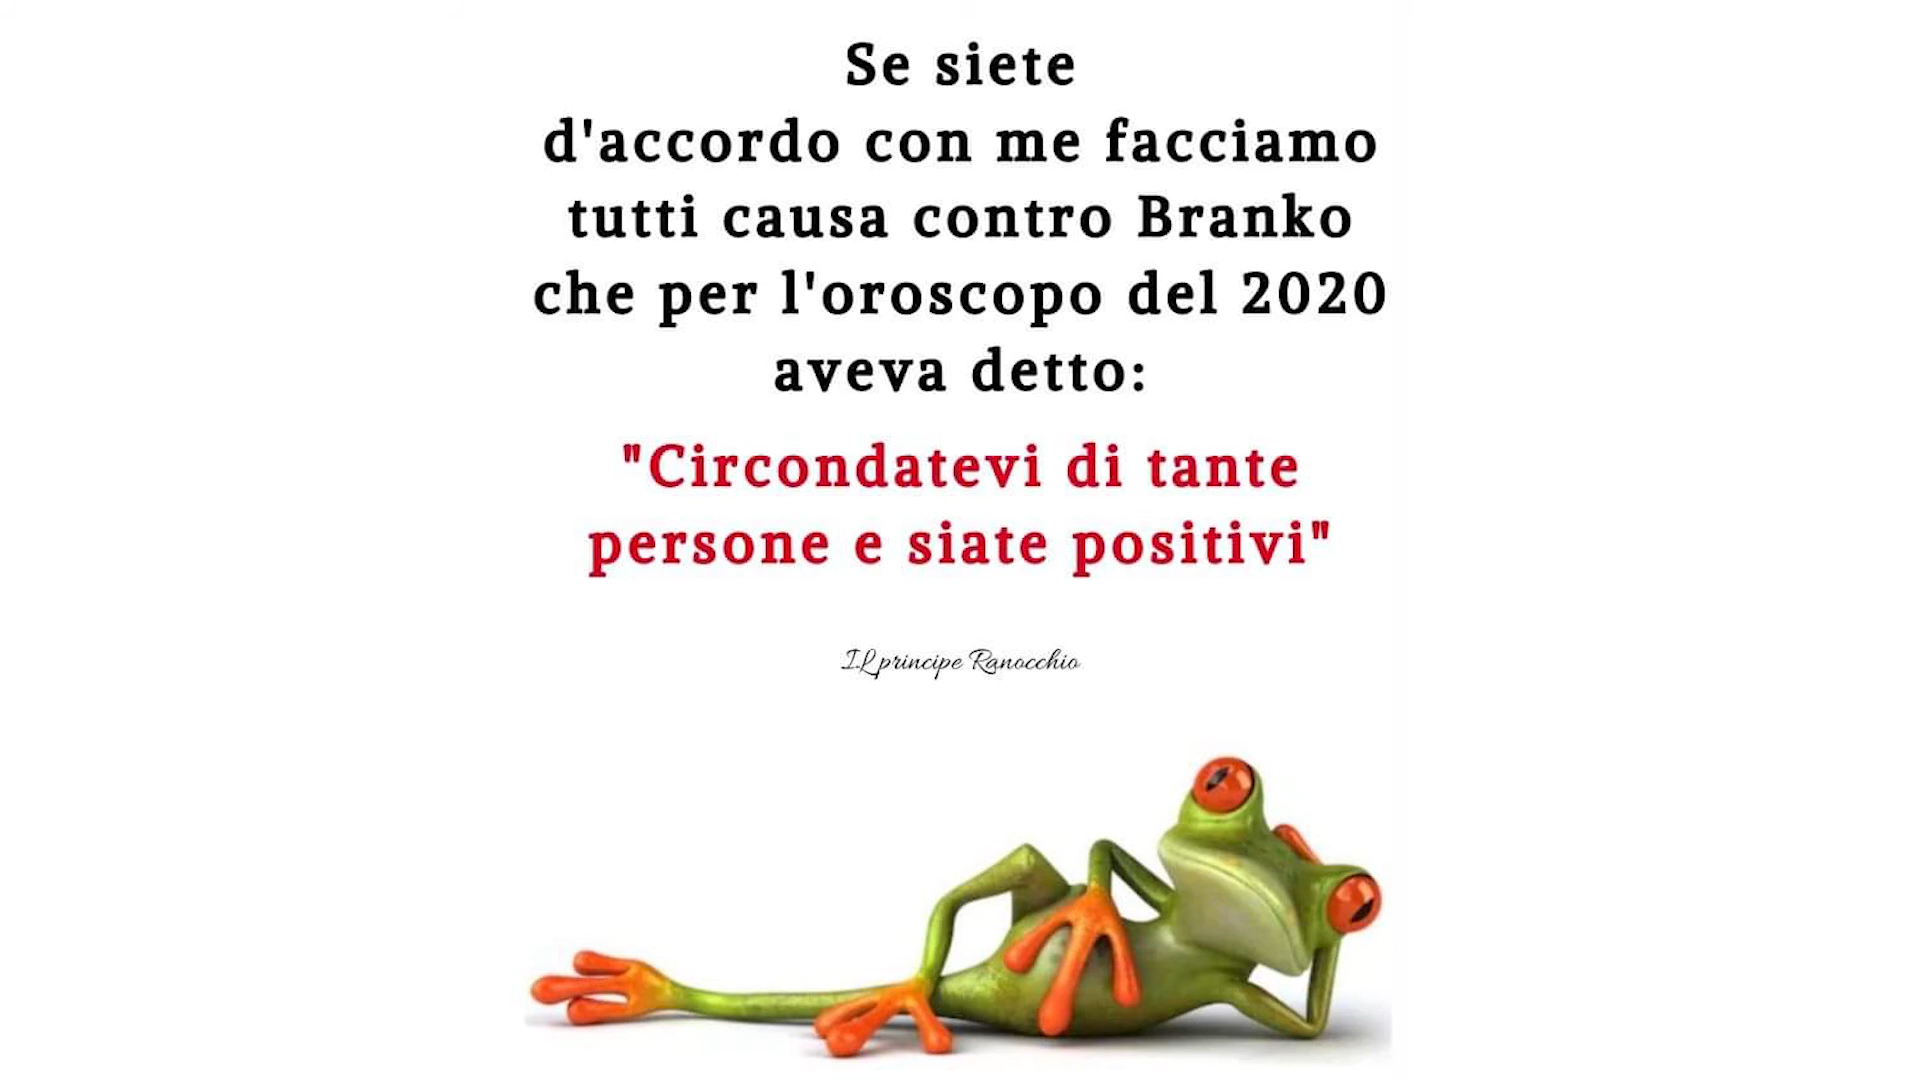 Se siete
d'accordo con me facciamo
tutti causa contro Branko
che per l'oroscopo del 2020
aveva detto:
"Circondatevi di tante
persone e siate positivi"
IL principe Ranocchio